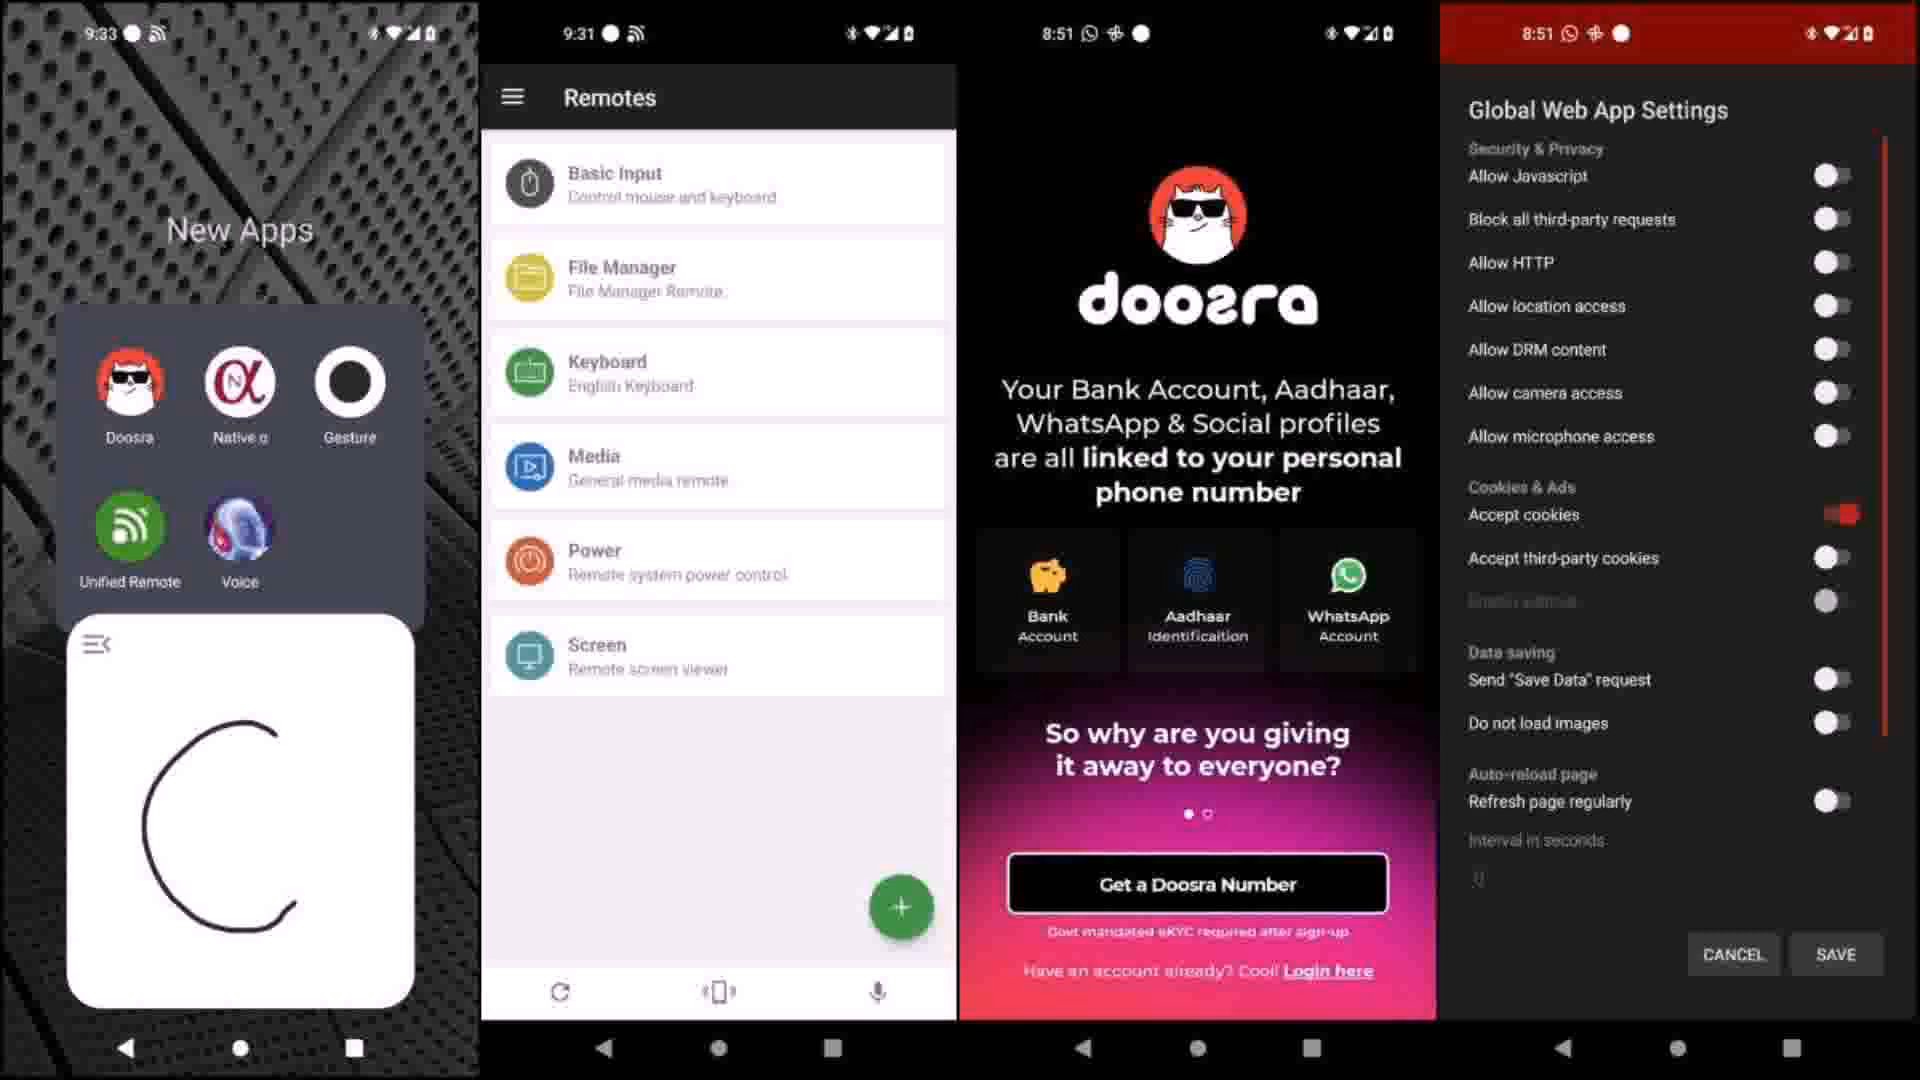 9:33
New Apps
Doosra
Native α
Gesture
Unified Remote
Voice
9:31
Remotes
Basic Input
Control mouse and keyboard
File Manager
File Manager Remote.
Keyboard
English Keyboard
Media
General media remote
Power
Remote system power control
Screen
Remote screen viewer
8:51
doosra
Your Bank Account, Aadhaar,
WhatsApp & Social profiles
are all linked to your personal
phone number
Bank
Account
Aadhaar
Identificaition
WhatsApp
Account
So why are you giving
it away to everyone?
Get a Doosra Number
Govt mandated eKYC required after sign-up
Have an account already? Cool! Login here
8:51
Global Web App Settings
Security & Privacy
Allow Javascript
Block all third-party requests
Allow HTTP
Allow location access
Allow DRM content
Allow camera access
Allow microphone access
Cookies & Ads
Accept cookies
Accept third-party cookies
Data saving
Send "Save Data" request
Do not load images
Auto-reload page
Refresh page regularly
Interval in seconds
CANCEL
SAVE